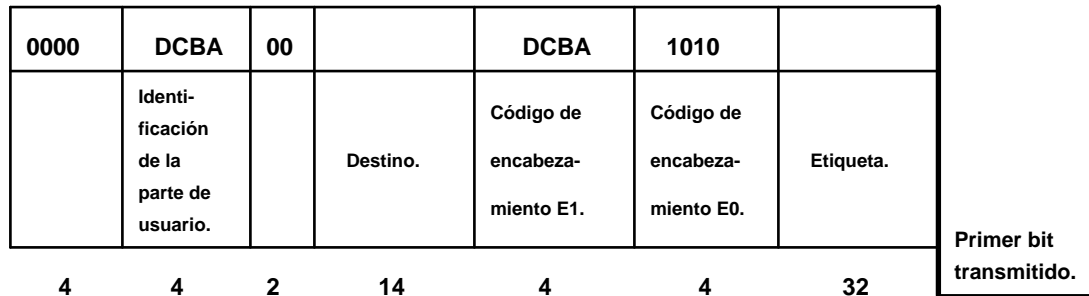 0000 DCBA 00 DCBA 1010
Identi-
ficación
de la
parte de
usuario.
Destino.
Código de
encabeza-
miento E1.
Código de
encabeza-
miento E0.
Etiqueta.
Primer bit
transmitido.
4 4 2 14 4 4 32